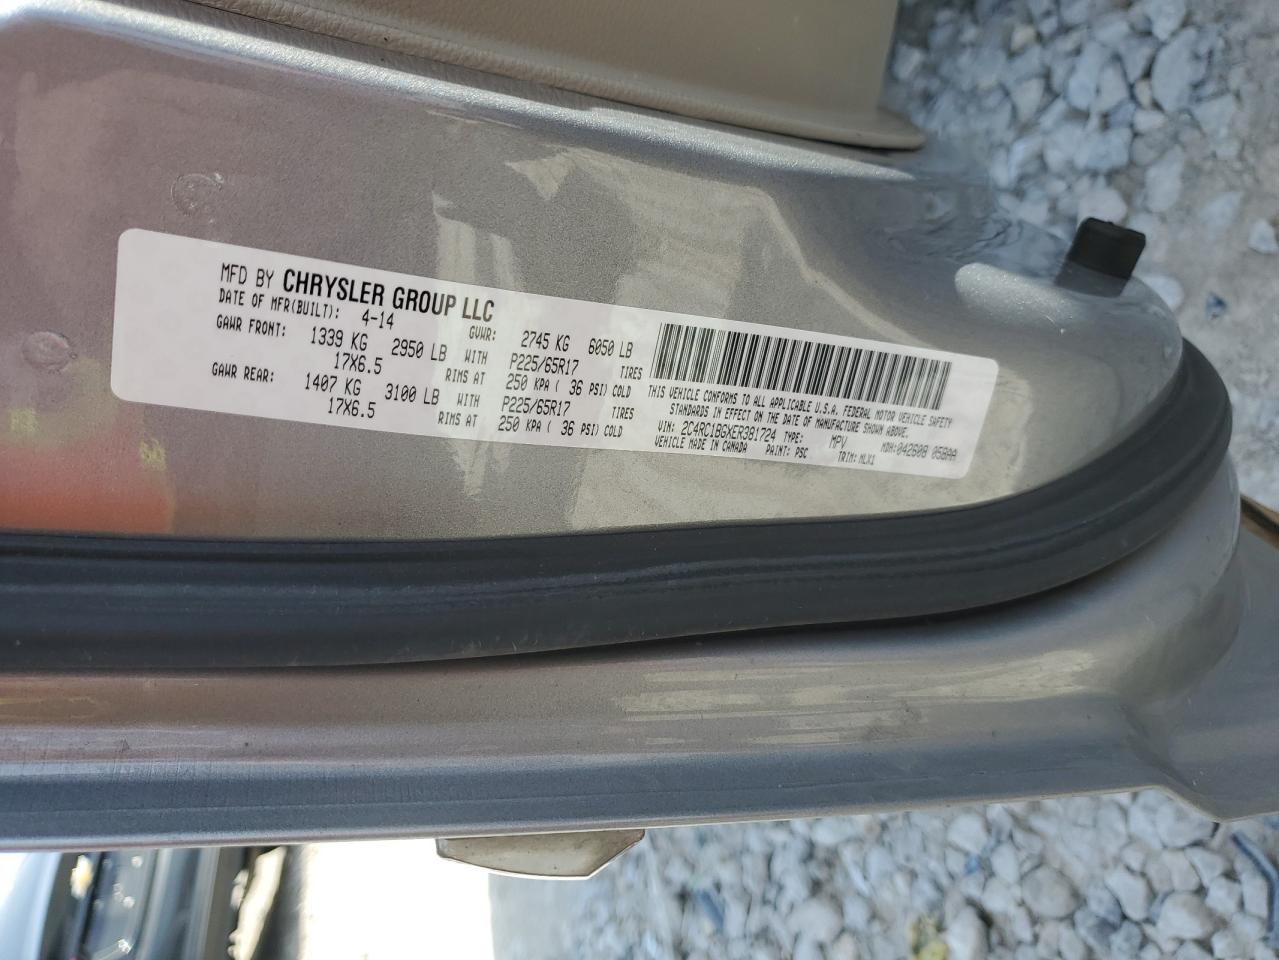 MFD BY CHRYSLER GROUP LLC
DATE OF MFR(BUILT): 4-14 GVWR: 2745 KG 6050 LB
GAWR FRONT: 1339 KG 2950 LB WITH P225/65R17 TIRES
17X6.5 RIMS AT 250 KPA ( 36 PSI) COLD
GAWR REAR: 1407 KG 3100 LB WITH P225/65R17 TIRES
17X6.5 RIMS AT 250 KPA ( 36 PSI) COLD
THIS VEHICLE CONFORMS TO ALL APPLICABLE U.S.A. FEDERAL MOTOR VEHICLE SAFETY
STANDARDS IN EFFECT ON THE DATE OF MANUFACTURE SHOWN ABOVE.
VIN: 2C4RC1BGXER381724 TYPE: MPV MDH:042608 058AA
VEHICLE MADE IN CANADA PAINT: PSC TRIM: HLX1